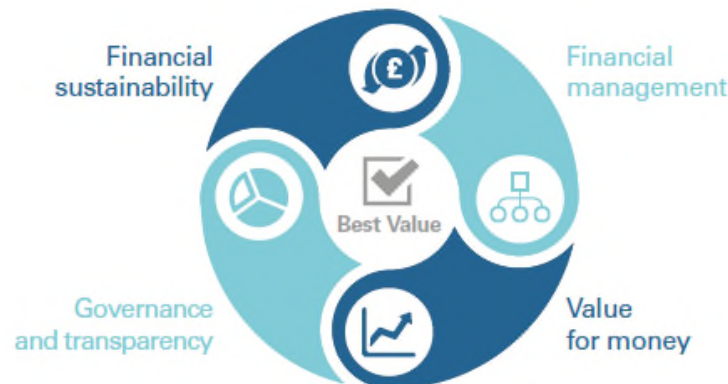 Financial
sustainability
Financial
management
£
Best Value
Governance
and transparency
Value
for money